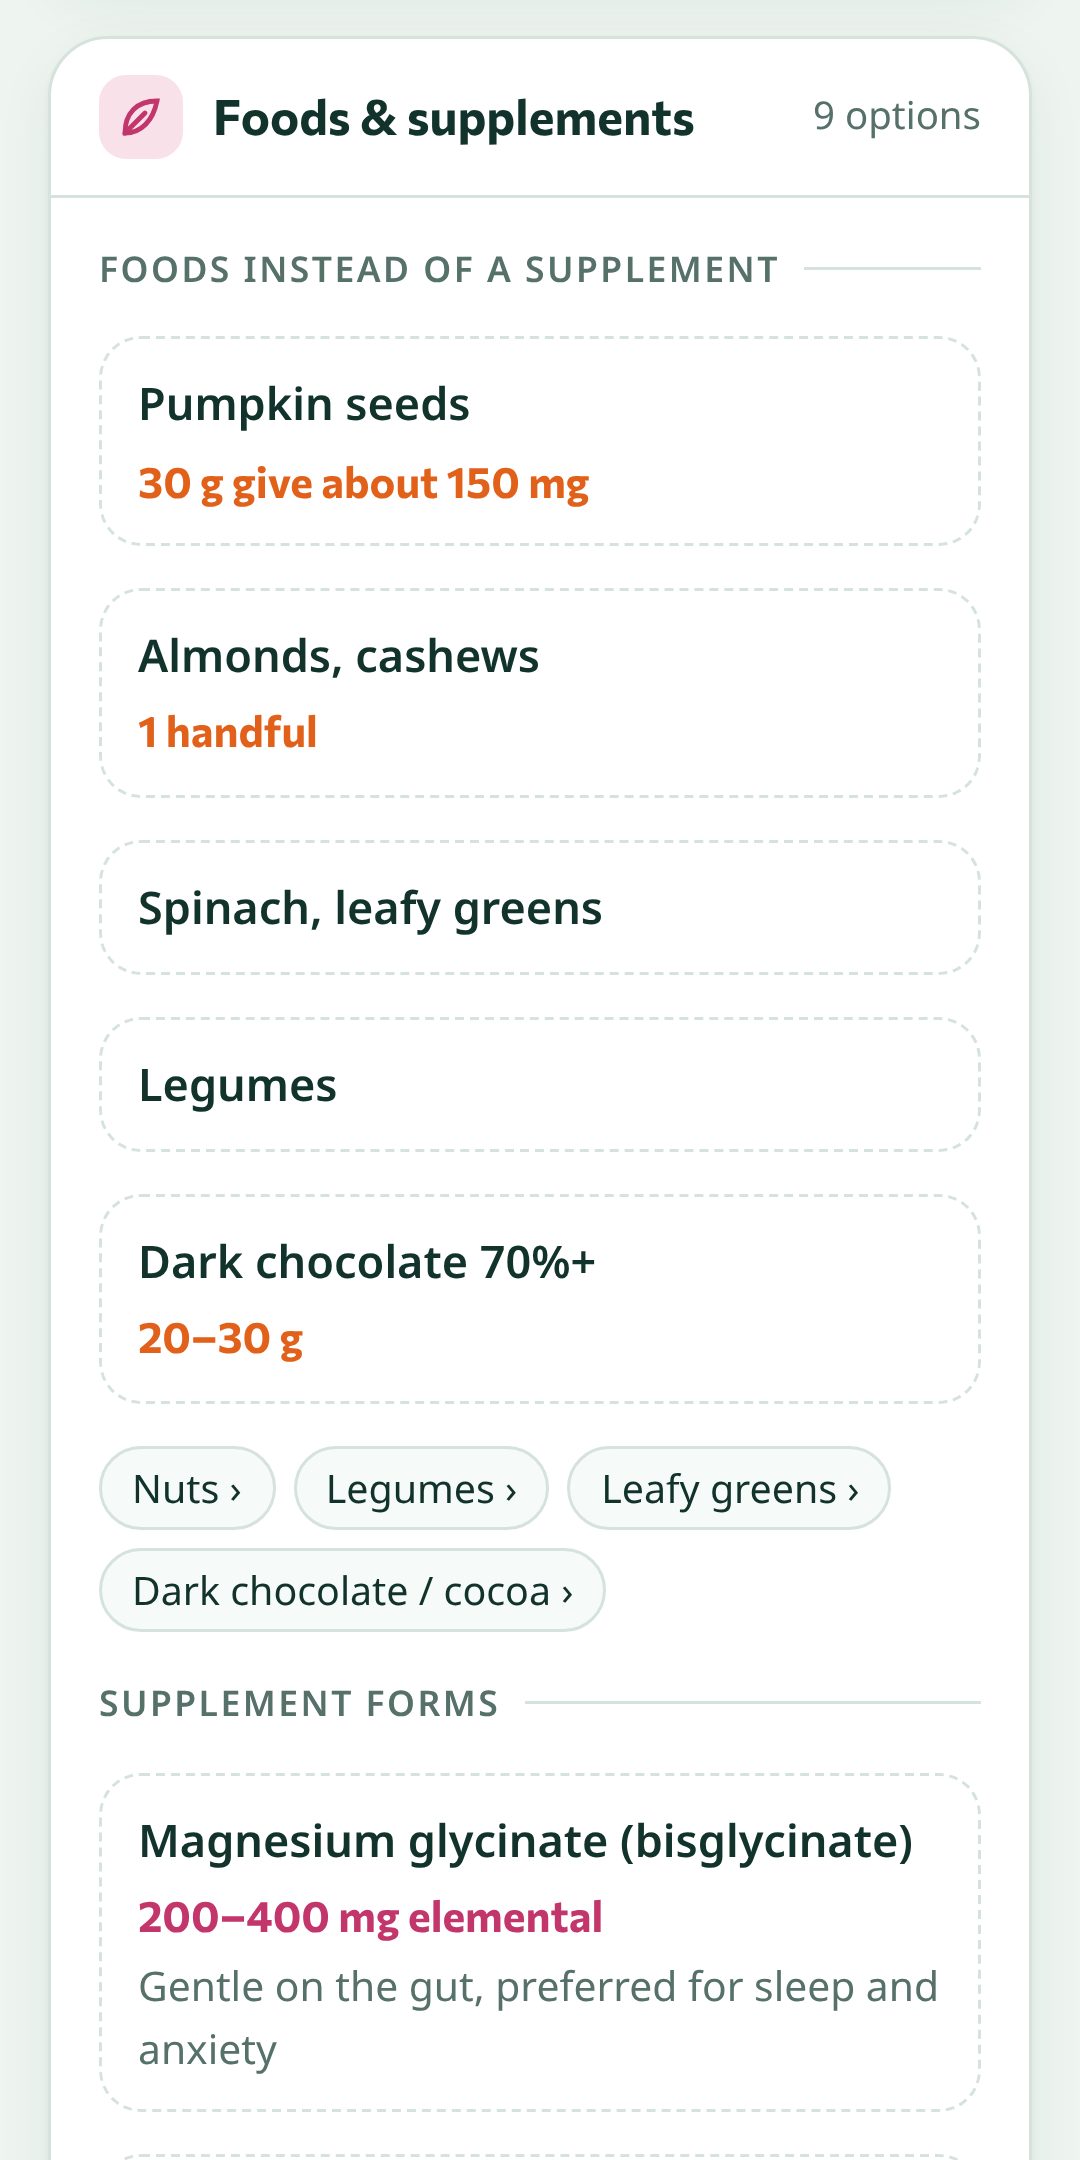 Foods & supplements
9 options
FOODS INSTEAD OF A SUPPLEMENT
Pumpkin seeds
30 g give about 150 mg
Almonds, cashews
1 handful
Spinach, leafy greens
Legumes
Dark chocolate 70%+
20–30 g
Nuts › Legumes › Leafy greens ›
Dark chocolate / cocoa ›
SUPPLEMENT FORMS
Magnesium glycinate (bisglycinate)
200–400 mg elemental
Gentle on the gut, preferred for sleep and
anxiety